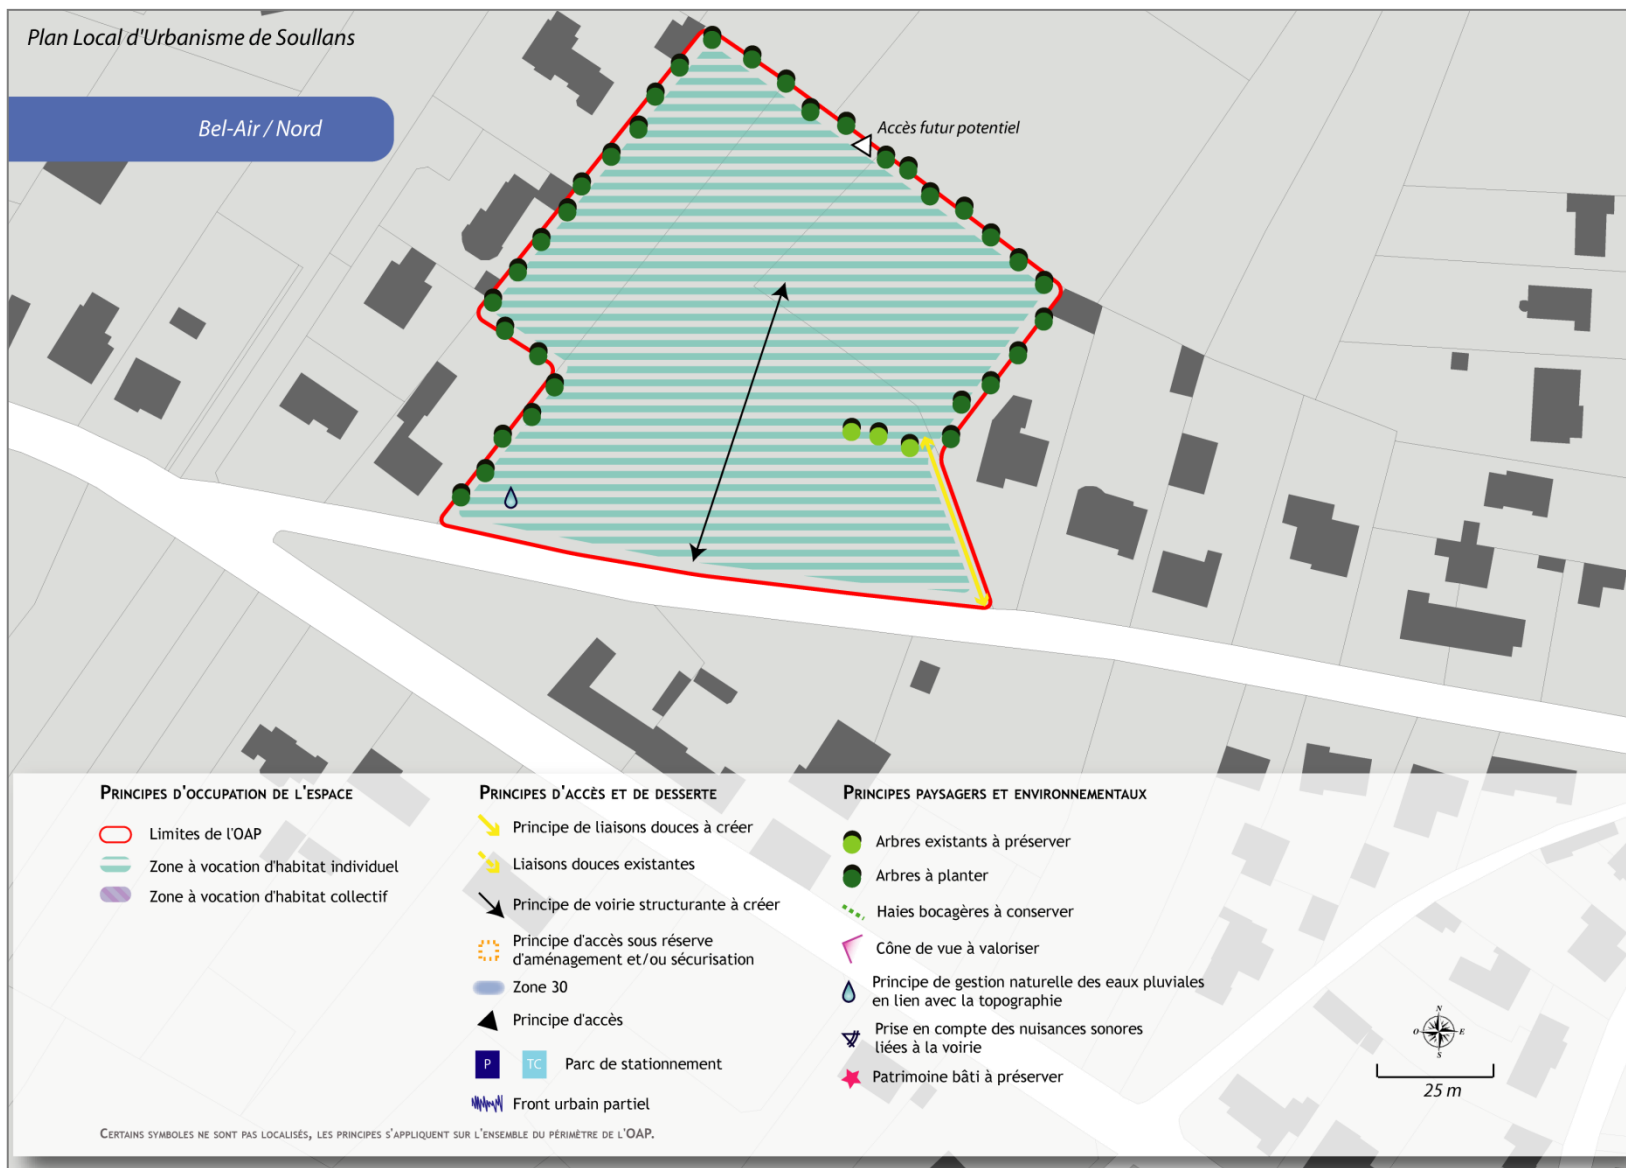 Plan Local d'Urbanisme de Soullans
Bel-Air / Nord
Accès futur potentiel
Principes d'occupation de l'espace
Limites de l'OAP
Zone à vocation d'habitat individuel
Zone à vocation d'habitat collectif
Principes d'accès et de desserte
Principe de liaisons douces à créer
Liaisons douces existantes
Principe de voirie structurante à créer
Principe d'accès sous réserve
d'aménagement et/ou sécurisation
Zone 30
Principe d'accès
P
TC
Parc de stationnement
Front urbain partiel
Principes paysagers et environnementaux
Arbres existants à préserver
Arbres à planter
Haies bocagères à conserver
Cône de vue à valoriser
Principe de gestion naturelle des eaux pluviales
en lien avec la topographie
Prise en compte des nuisances sonores
liées à la voirie
Patrimoine bâti à préserver
N
O
E
S
25 m
Certains symboles ne sont pas localisés, les principes s'appliquent sur l'ensemble du périmètre de l'OAP.